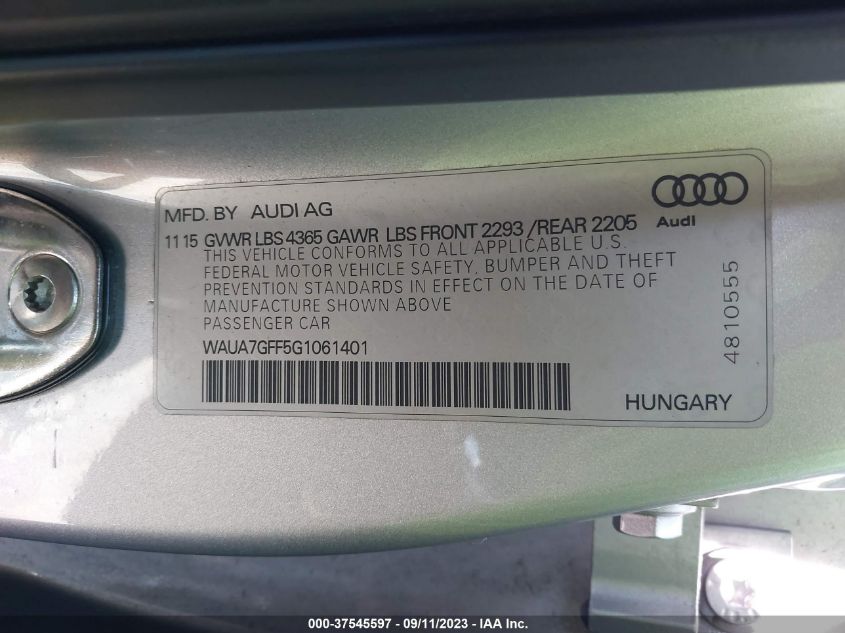 MFD. BY AUDI AG
Audi
11 15 GVWR LBS 4365 GAWR LBS FRONT 2293 /REAR 2205
THIS VEHICLE CONFORMS TO ALL APPLICABLE U.S.
FEDERAL MOTOR VEHICLE SAFETY, BUMPER AND THEFT
PREVENTION STANDARDS IN EFFECT ON THE DATE OF
MANUFACTURE SHOWN ABOVE
PASSENGER CAR
WAUA7GFF5G1061401
4810555
HUNGARY
000-37545597 - 09/11/2023 - IAA Inc.